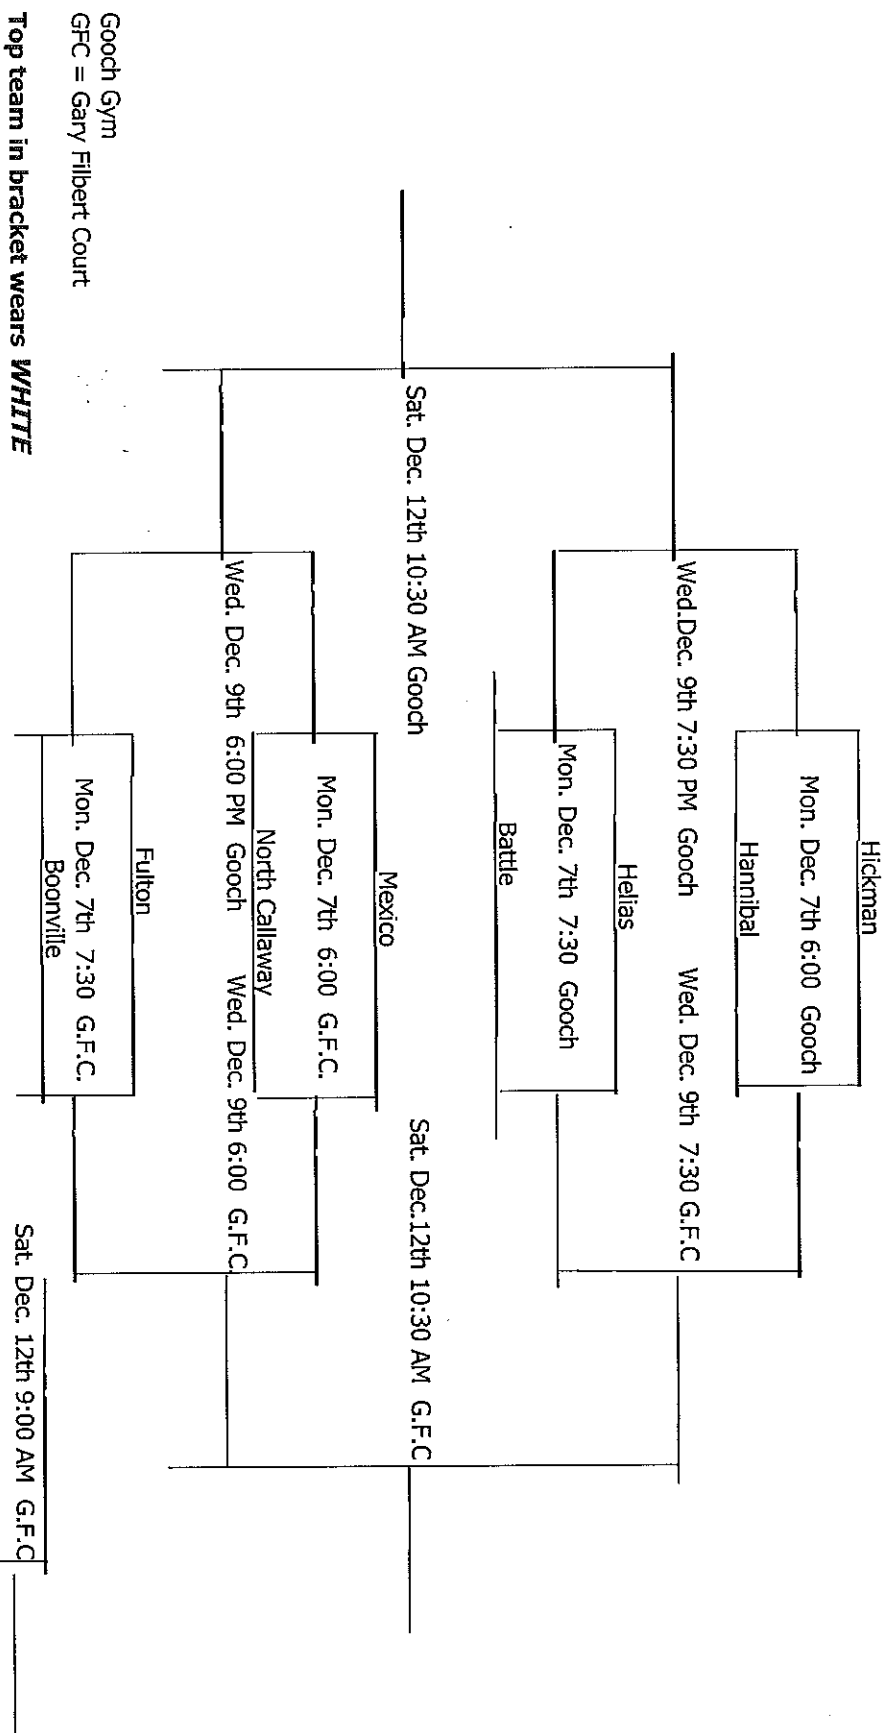 Hickman
Mon. Dec. 7th 6:00 Gooch
Hannibal
Wed.Dec. 9th 7:30 PM Gooch
Wed. Dec. 9th 7:30 G.F.C
Helias
Mon. Dec. 7th 7:30 Gooch
Battle
Sat. Dec. 12th 10:30 AM Gooch
Sat. Dec.12th 10:30 AM G.F.C
Mexico
Mon. Dec. 7th 6:00 G.F.C.
North Callaway
Wed. Dec. 9th 6:00 PM Gooch
Wed. Dec. 9th 6:00 G.F.C.
Fulton
Mon. Dec. 7th 7:30 G.F.C.
Boonville
Gooch Gym
GFC = Gary Filbert Court
Sat. Dec. 12th 9:00 AM G.F.C
Top team in bracket wears WHITE